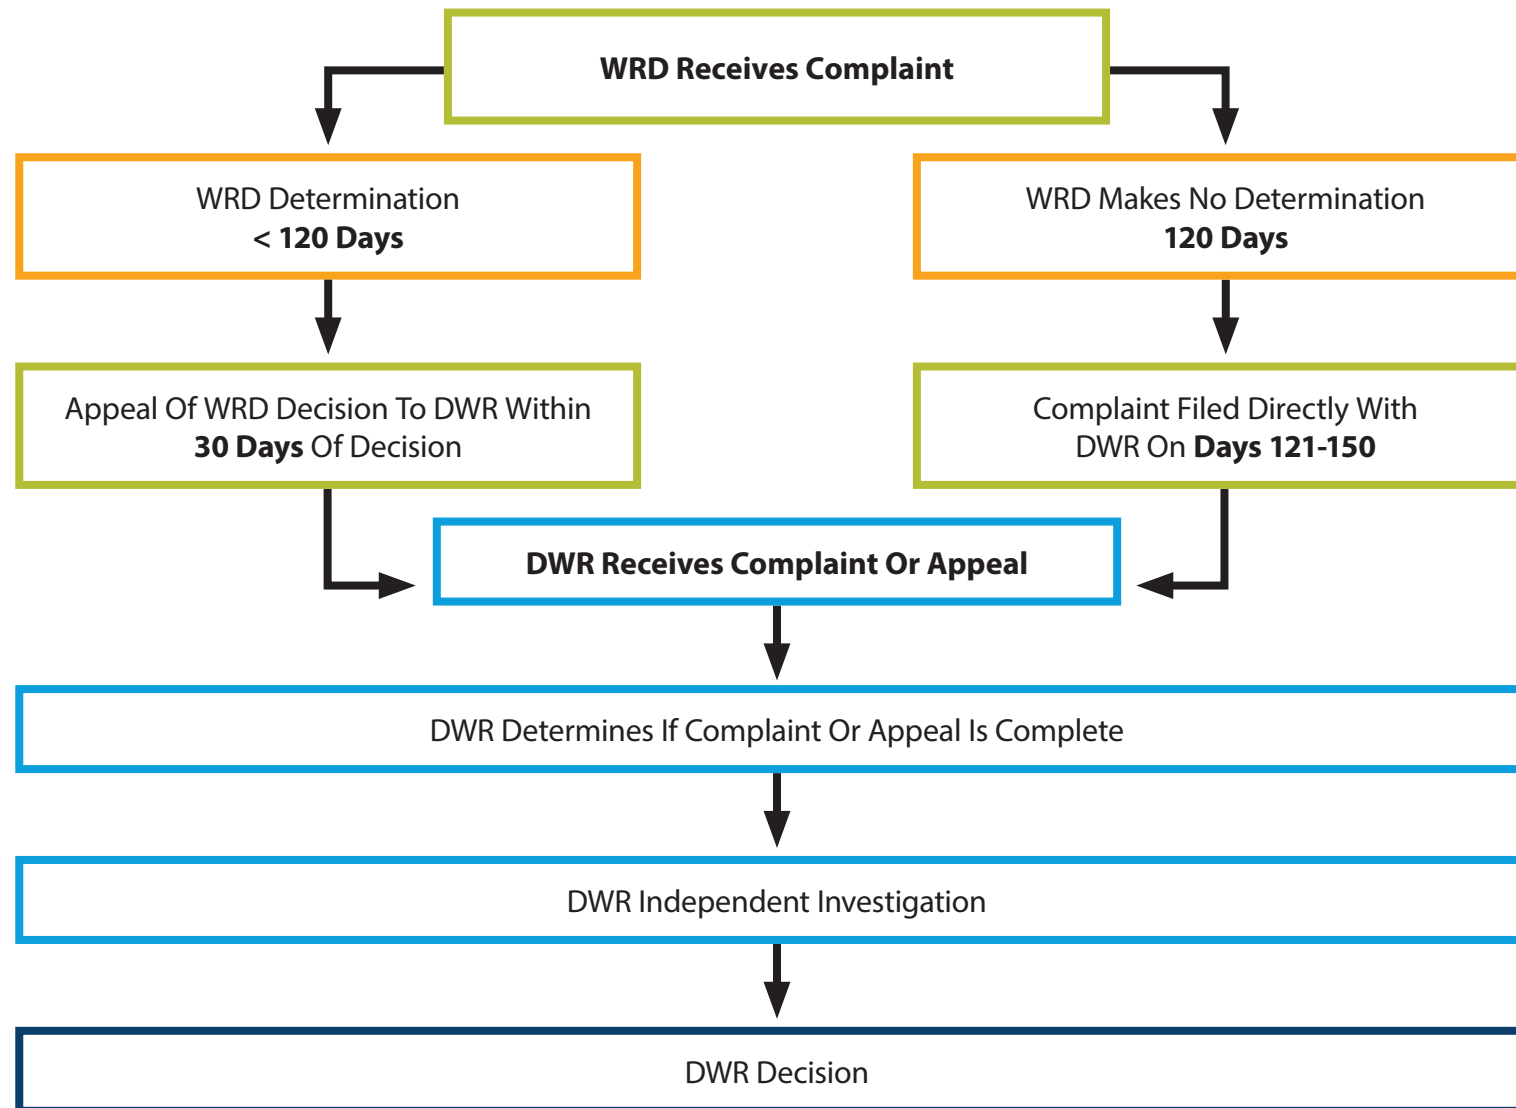 WRD Receives Complaint
WRD Determination
< 120 Days
WRD Makes No Determination
120 Days
Appeal Of WRD Decision To DWR Within
30 Days Of Decision
Complaint Filed Directly With
DWR On Days 121-150
DWR Receives Complaint Or Appeal
DWR Determines If Complaint Or Appeal Is Complete
DWR Independent Investigation
DWR Decision